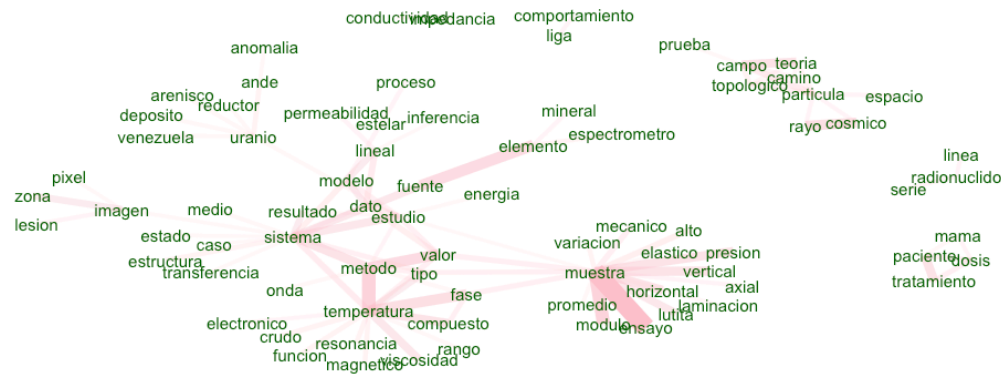 conductividad impedancia comportamiento
liga
anomalia prueba
campo teoria
ande proceso topologico camino
arenisco particula espacio
reductor
deposito permeabilidad estelar inferencia mineral
rayo cosmico
venezuela uranio espectrometro
lineal elemento
linea
pixel modelo radionuclido
zona fuente energia serie
imagen medio resultado dato
lesion estudio mecanico alto
estado sistema variacion mama
caso valor elastico presion paciente
estructura transferencia metodo tipo muestra vertical dosis
onda fase horizontal axial tratamiento
temperatura promedio laminacion
electronico compuesto modulo lutita
crudo resonancia ensayo
funcion magnetico viscosidad rango